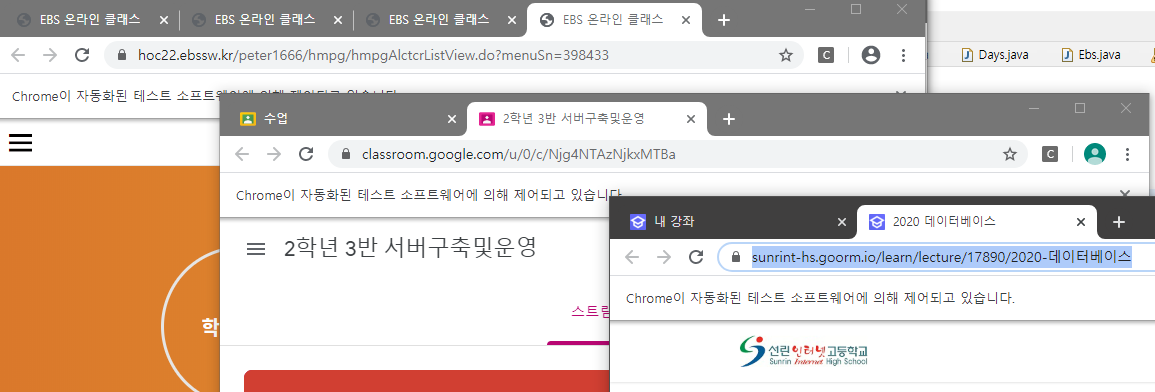 EBS 온라인 클래스
EBS 온라인 클래스
EBS 온라인 클래스
EBS 온라인 클래스
hoc22.ebssw.kr/peter1666/hmpg/hmpgAlctcrListView.do?menuSn=398433
Days.java
Ebs.java
Chrome이 자동화된 테스트 소프트웨어에 의해 제어되고 있습니다.
학
수업
2학년 3반 서버구축및운영
classroom.google.com/u/0/c/Njg4NTAzNjkxMTBa
Chrome이 자동화된 테스트 소프트웨어에 의해 제어되고 있습니다.
2학년 3반 서버구축및운영
스트림
내 강좌
2020 데이터베이스
sunrint-hs.goorm.io/learn/lecture/17890/2020-데이터베이스
Chrome이 자동화된 테스트 소프트웨어에 의해 제어되고 있습니다.
선린인터넷고등학교
Sunrin Internet High School